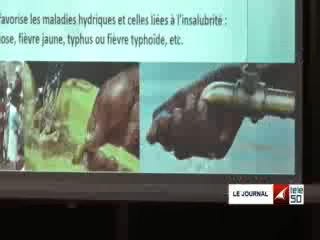 favorise les maladies hydriques et celles liées à l'insalubrité :
ose, fièvre jaune, typhus ou fièvre typhoïde, etc.
LE JOURNAL
télé
50